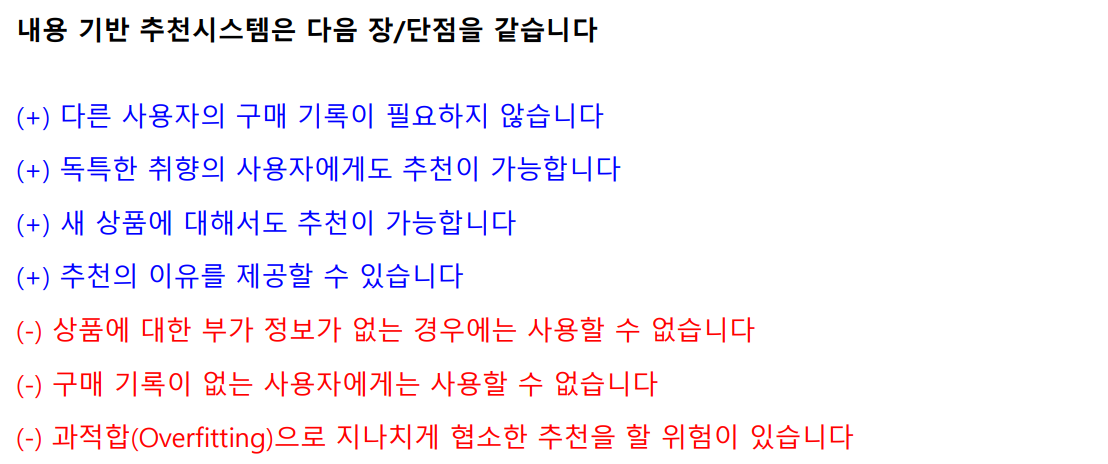 내용 기반 추천시스템은 다음 장/단점을 같습니다
(+) 다른 사용자의 구매 기록이 필요하지 않습니다
(+) 독특한 취향의 사용자에게도 추천이 가능합니다
(+) 새 상품에 대해서도 추천이 가능합니다
(+) 추천의 이유를 제공할 수 있습니다
(-) 상품에 대한 부가 정보가 없는 경우에는 사용할 수 없습니다
(-) 구매 기록이 없는 사용자에게는 사용할 수 없습니다
(-) 과적합(Overfitting)으로 지나치게 협소한 추천을 할 위험이 있습니다